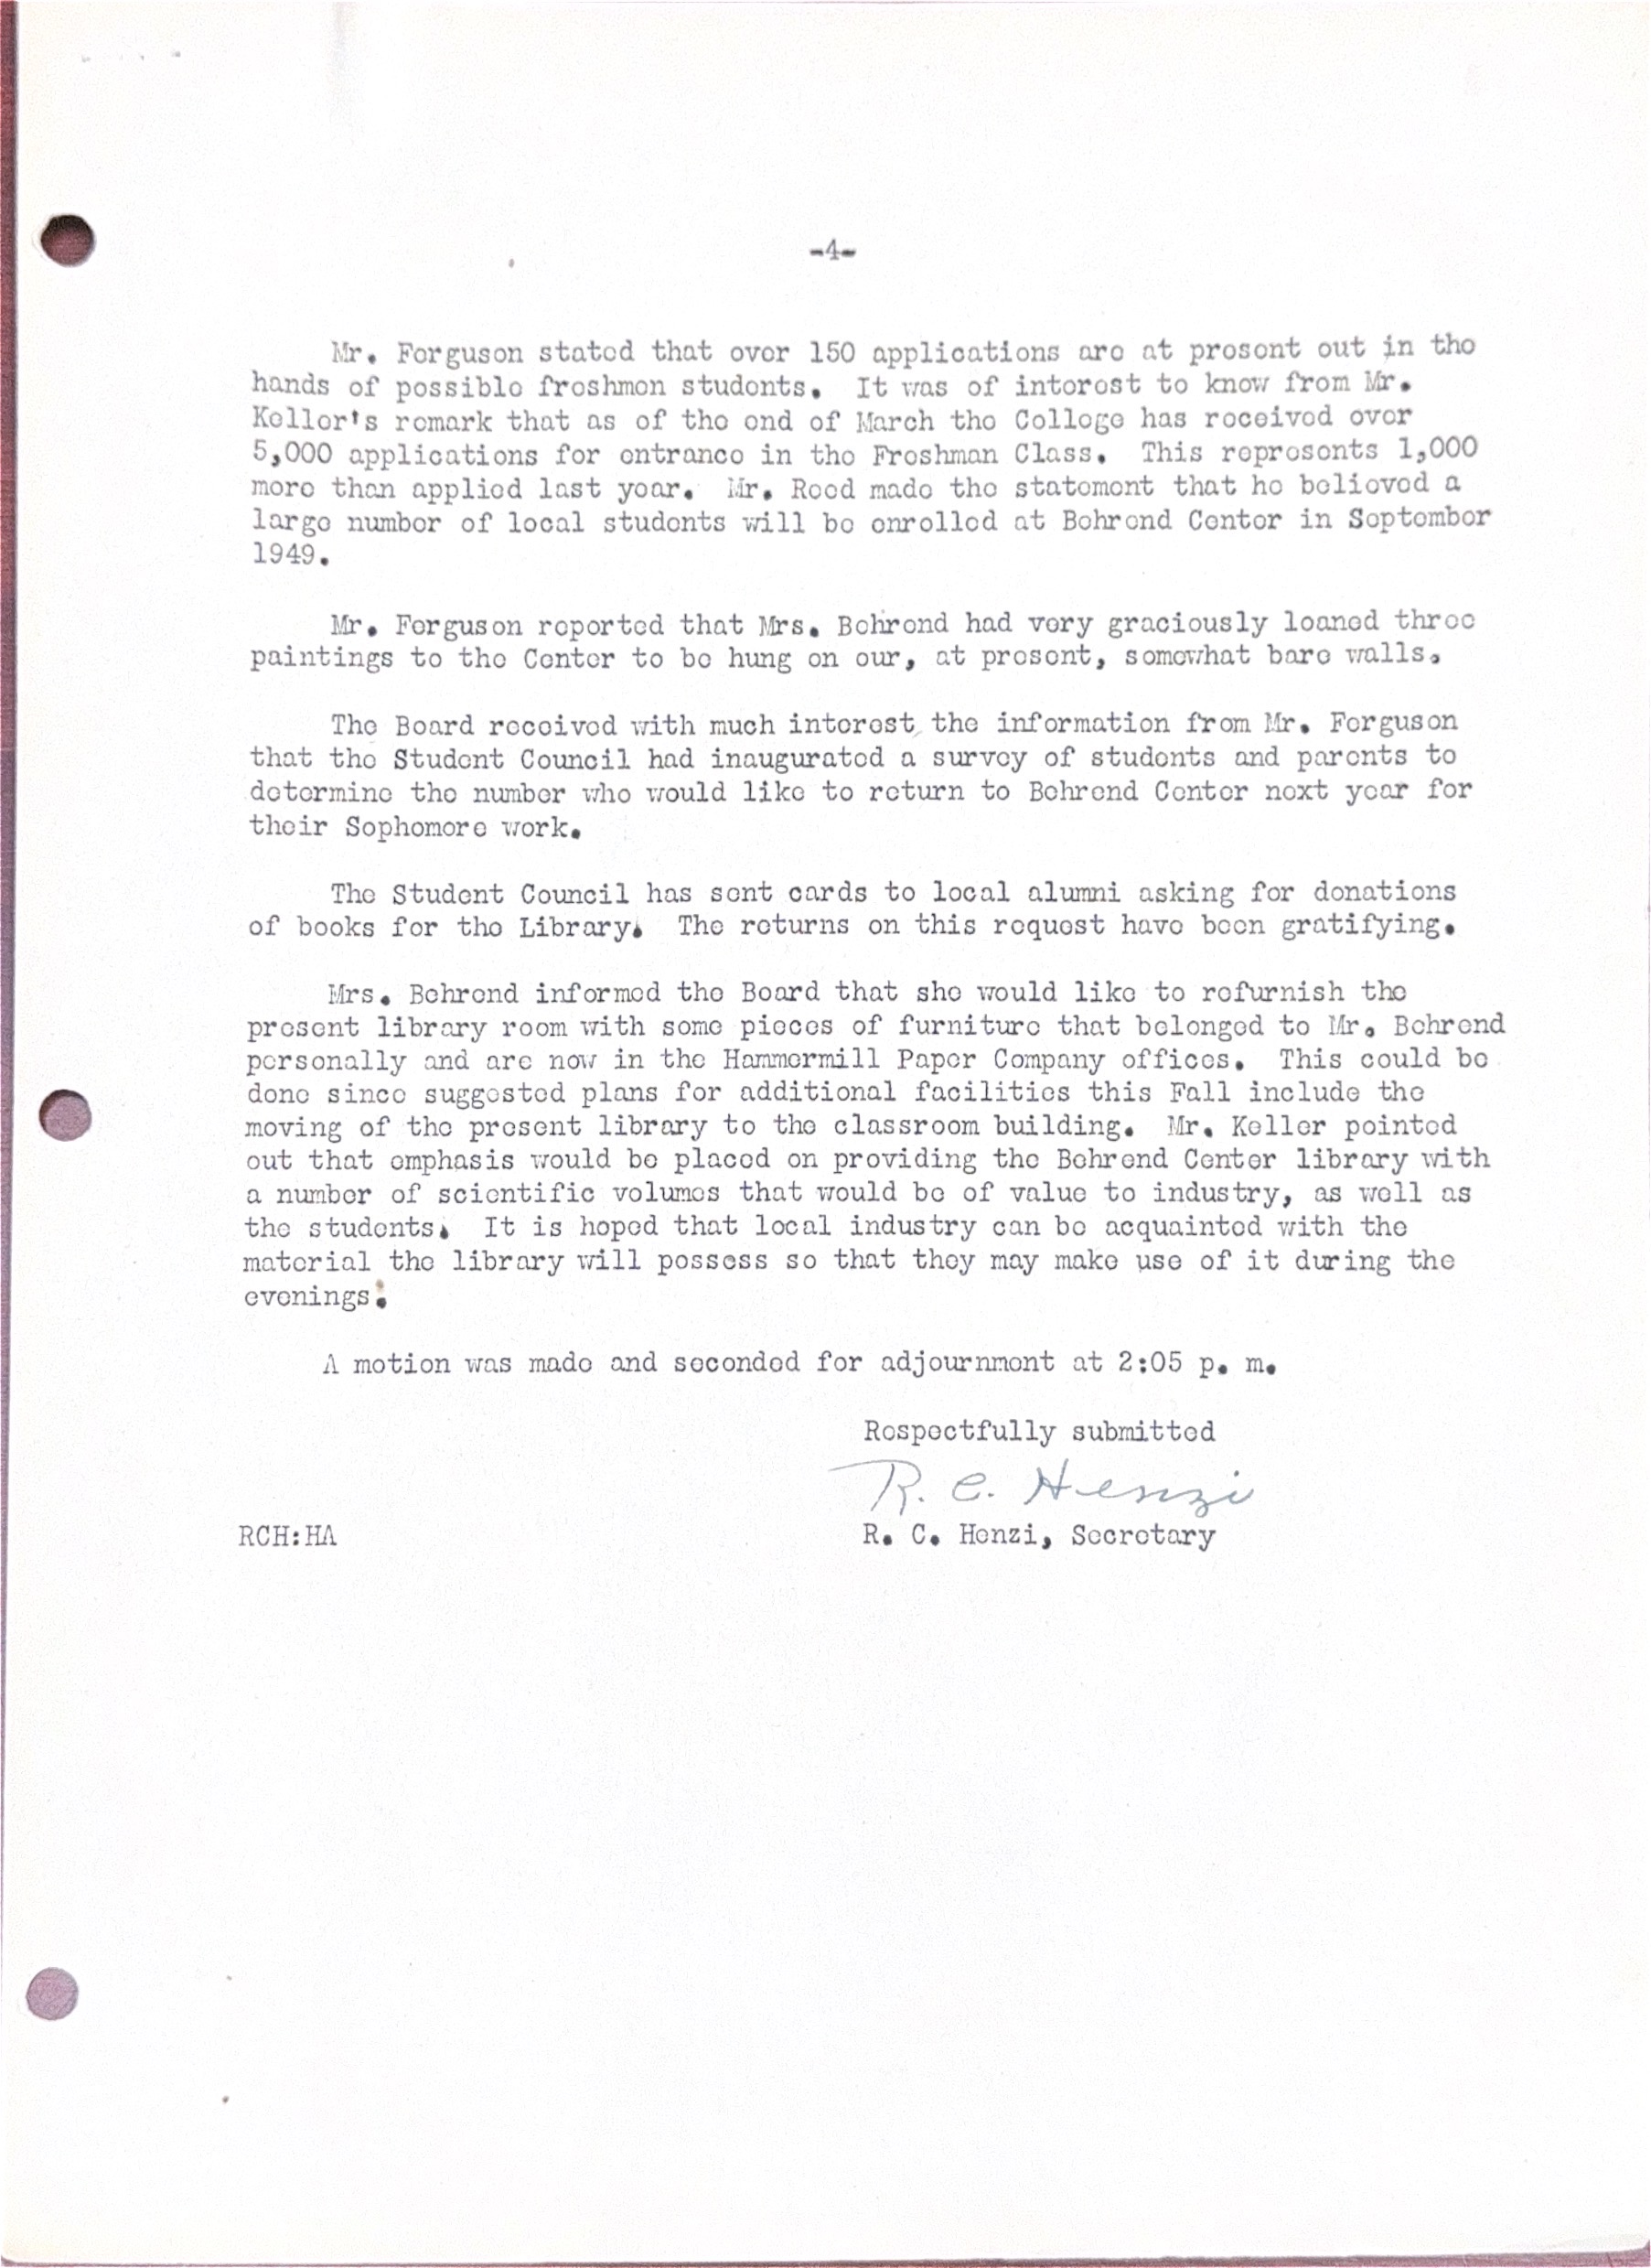 -4-
Mr. Ferguson stated that over 150 applications are at present out in the
hands of possible freshmen students. It was of interest to know from Mr.
Keller's remark that as of the end of March the College has received over
5,000 applications for entrance in the Freshman Class. This represents 1,000
more than applied last year. Mr. Reed made the statement that he believed a
large number of local students will be enrolled at Behrend Center in September
1949.
Mr. Ferguson reported that Mrs. Behrend had very graciously loaned three
paintings to the Center to be hung on our, at present, somewhat bare walls.
The Board received with much interest the information from Mr. Ferguson
that the Student Council had inaugurated a survey of students and parents to
determine the number who would like to return to Behrend Center next year for
their Sophomore work.
The Student Council has sent cards to local alumni asking for donations
of books for the Library. The returns on this request have been gratifying.
Mrs. Behrend informed the Board that she would like to refurnish the
present library room with some pieces of furniture that belonged to Mr. Behrend
personally and are now in the Hammermill Paper Company offices. This could be
done since suggested plans for additional facilities this Fall include the
moving of the present library to the classroom building. Mr. Keller pointed
out that emphasis would be placed on providing the Behrend Center library with
a number of scientific volumes that would be of value to industry, as well as
the students. It is hoped that local industry can be acquainted with the
material the library will possess so that they may make use of it during the
evenings.
A motion was made and seconded for adjournment at 2:05 p. m.
Respectfully submitted
R. C. Henzi
RCH:HA R. C. Henzi, Secretary